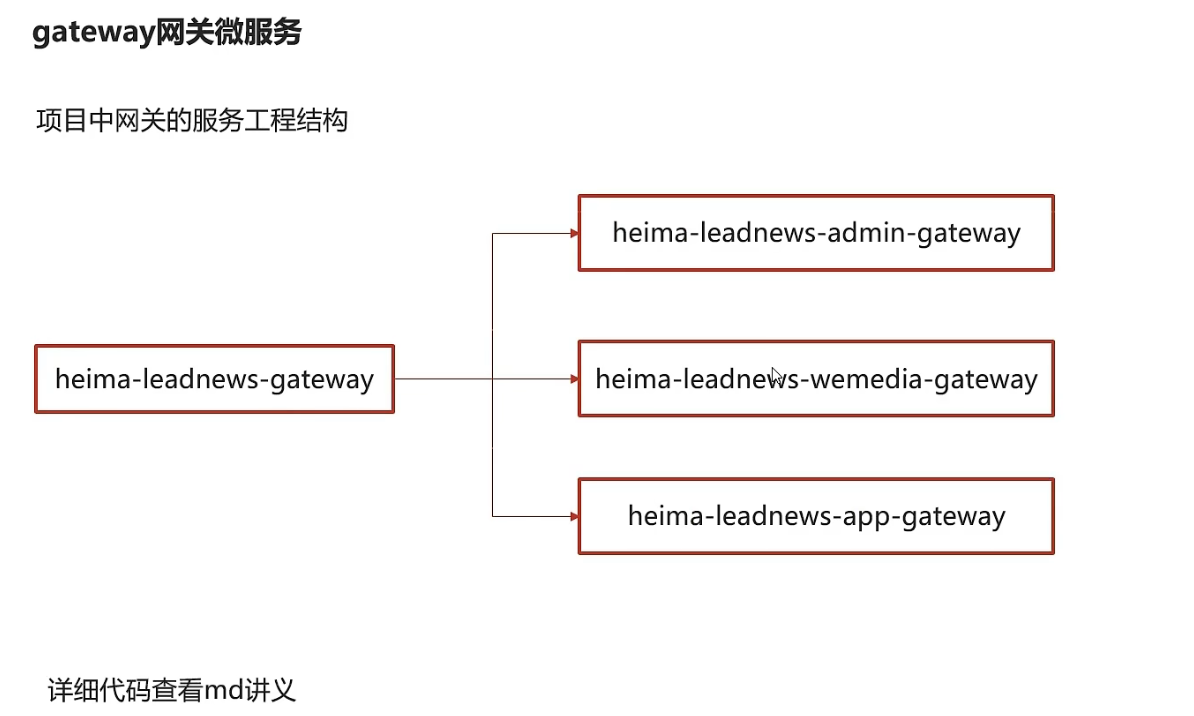 gateway网关微服务
项目中网关的服务工程结构
heima-leadnews-admin-gateway
heima-leadnews-gateway
heima-leadnews-wemedia-gateway
heima-leadnews-app-gateway
详细代码查看md讲义